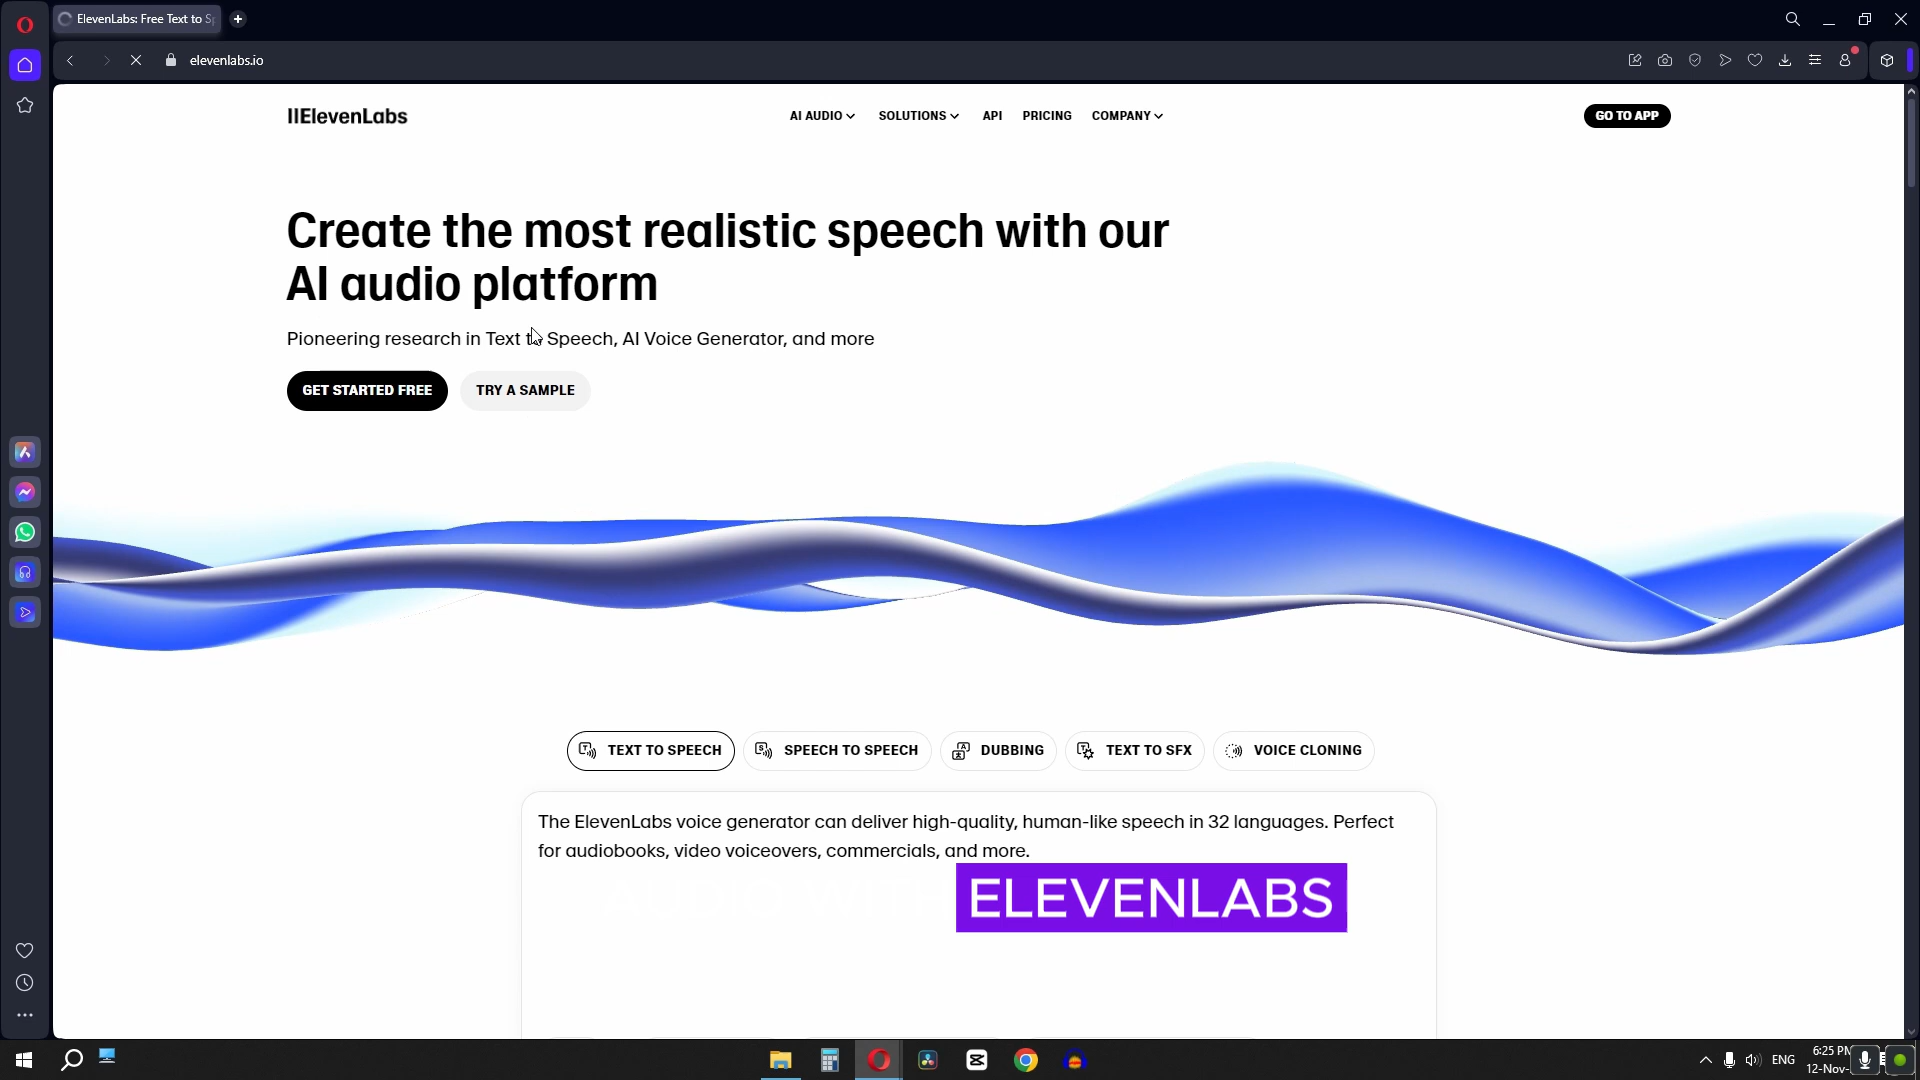 ElevenLabs: Free Text to Sp
elevenlabs.io
IIElevenLabs
AI AUDIO
SOLUTIONS
API
PRICING
COMPANY
GO TO APP
Create the most realistic speech with our
AI audio platform
Pioneering research in Text to Speech, AI Voice Generator, and more
GET STARTED FREE
TRY A SAMPLE
TEXT TO SPEECH
SPEECH TO SPEECH
DUBBING
TEXT TO SFX
VOICE CLONING
The ElevenLabs voice generator can deliver high-quality, human-like speech in 32 languages. Perfect
for audiobooks, video voiceovers, commercials, and more.
ELEVENLABS
ENG
6:25 PM
12-Nov-